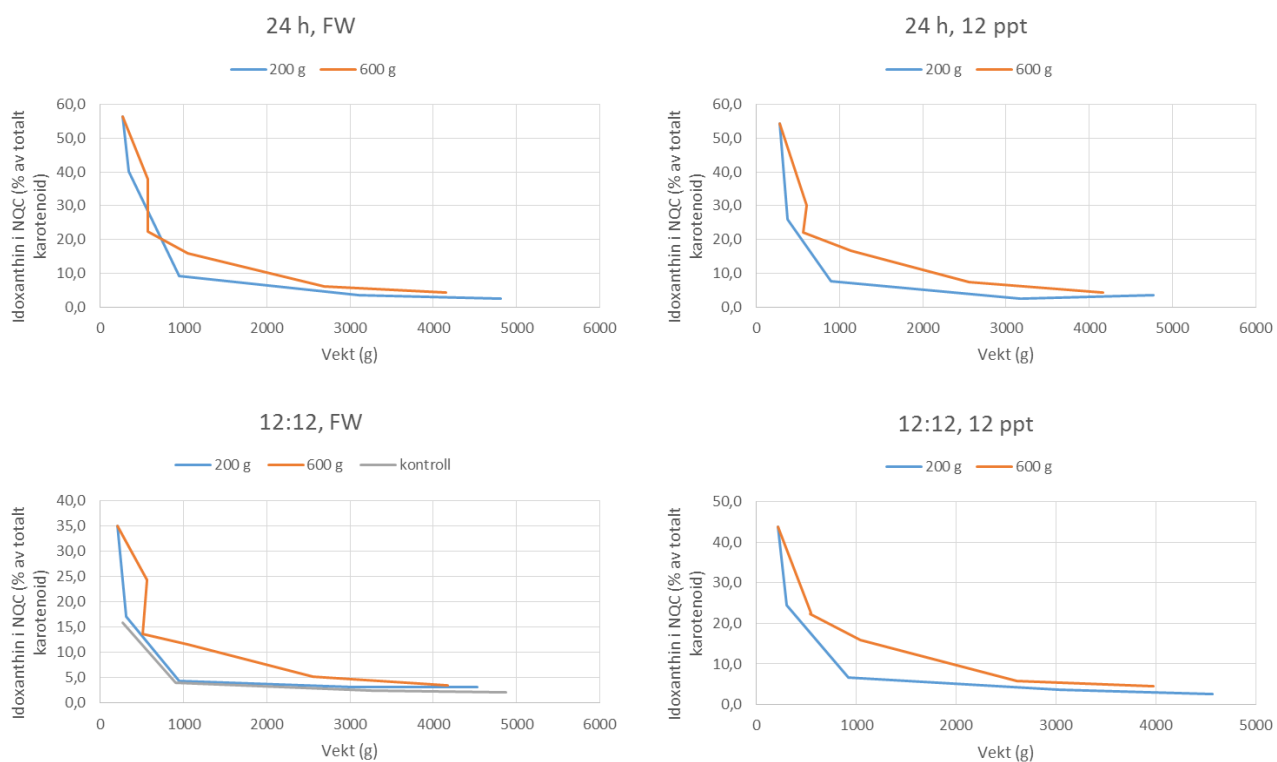 24 h, FW
200 g 600 g
Idoxanthin i NQC (% av totalt
karotenoid)
60,0
50,0
40,0
30,0
20,0
10,0
0,0
0 1000 2000 3000 4000 5000 6000
Vekt (g)
24 h, 12 ppt
200 g 600 g
Idoxanthin i NQC (% av totalt
karotenoid)
60,0
50,0
40,0
30,0
20,0
10,0
0,0
0 1000 2000 3000 4000 5000 6000
Vekt (g)
12:12, FW
200 g 600 g kontroll
Idoxanthin i NQC (% av totalt
karotenoid)
40,0
35,0
30,0
25,0
20,0
15,0
10,0
5,0
0,0
0 1000 2000 3000 4000 5000 6000
Vekt (g)
12:12, 12 ppt
200 g 600 g
Idoxanthin i NQC (% av totalt
karotenoid)
50,0
40,0
30,0
20,0
10,0
0,0
0 1000 2000 3000 4000 5000
Vekt (g)